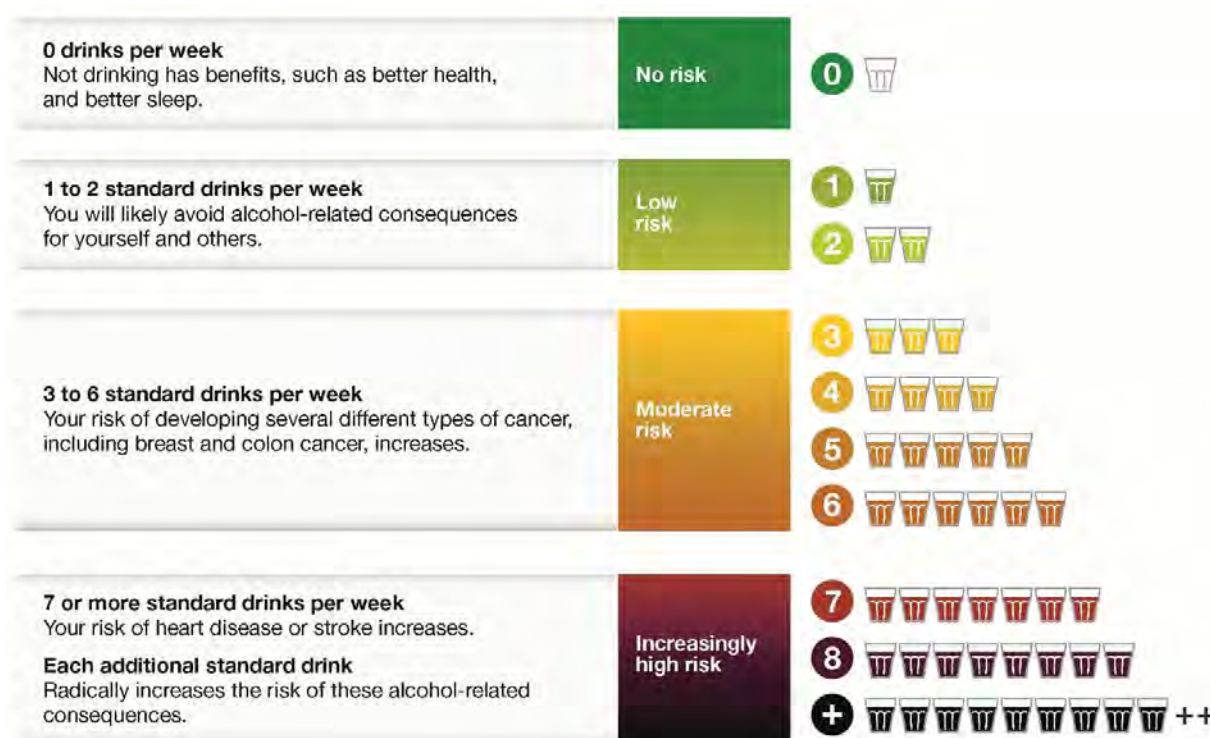 0 drinks per week
Not drinking has benefits, such as better health,
and better sleep.
No risk
0
1 to 2 standard drinks per week
You will likely avoid alcohol-related consequences
for yourself and others.
Low
risk
1
2
3 to 6 standard drinks per week
Your risk of developing several different types of cancer,
including breast and colon cancer, increases.
Moderate
risk
3
4
5
6
7 or more standard drinks per week
Your risk of heart disease or stroke increases.
Each additional standard drink
Radically increases the risk of these alcohol-related
consequences.
Increasingly
high risk
7
8
+
++